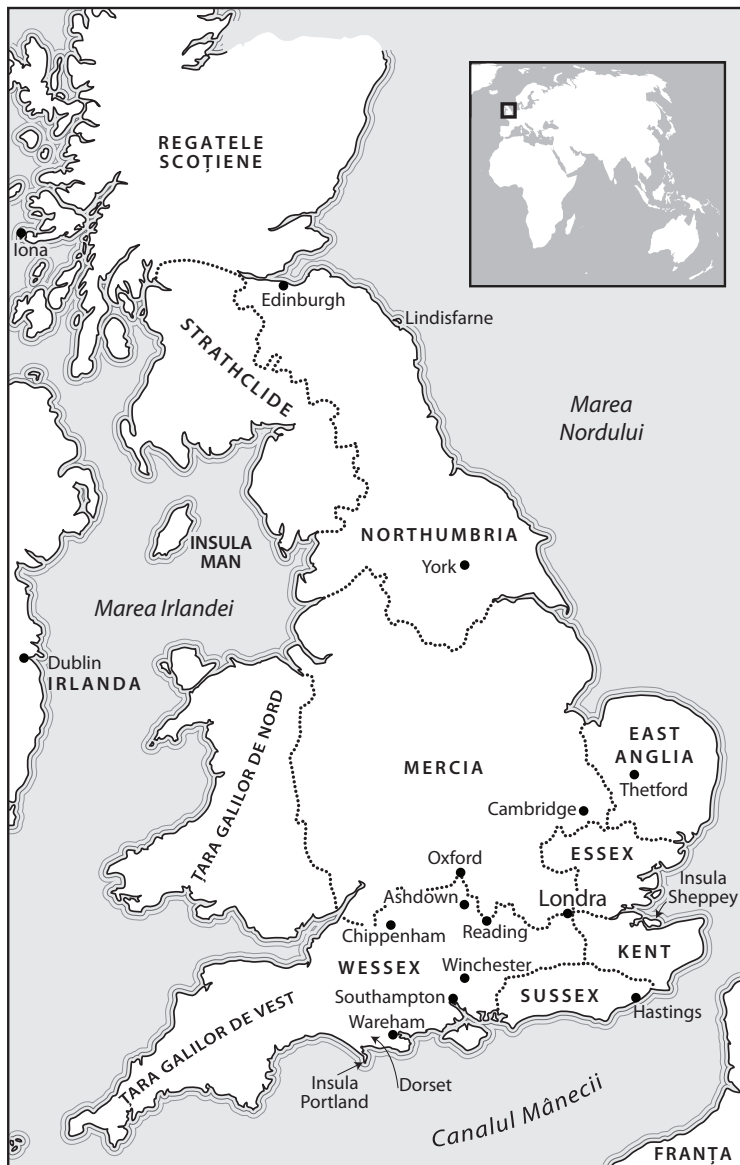 REGATELE
SCOȚIENE
Iona
Edinburgh
Lindisfarne
STRATHCLIDE
Marea
Nordului
NORTHUMBRIA
INSULA
MAN
York
Marea Irlandei
Dublin
IRLANDA
ȚARA GALILOR DE NORD
EAST
ANGLIA
MERCIA
Thetford
Cambridge
ESSEX
Oxford
Insula
Sheppey
Ashdown
Londra
Reading
Chippenham
KENT
WESSEX
Winchester
SUSSEX
Southampton
Hastings
ȚARA GALILOR DE VEST
Wareham
Insula
Portland
Dorset
Canalul Mânecii
FRANȚA